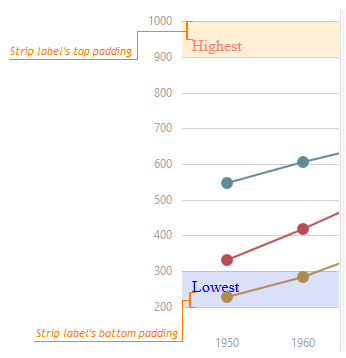 1000
Strip label's top padding
Highest
900
800
700
600
500
400
300
Lowest
200
Strip label's bottom padding
1950 1960